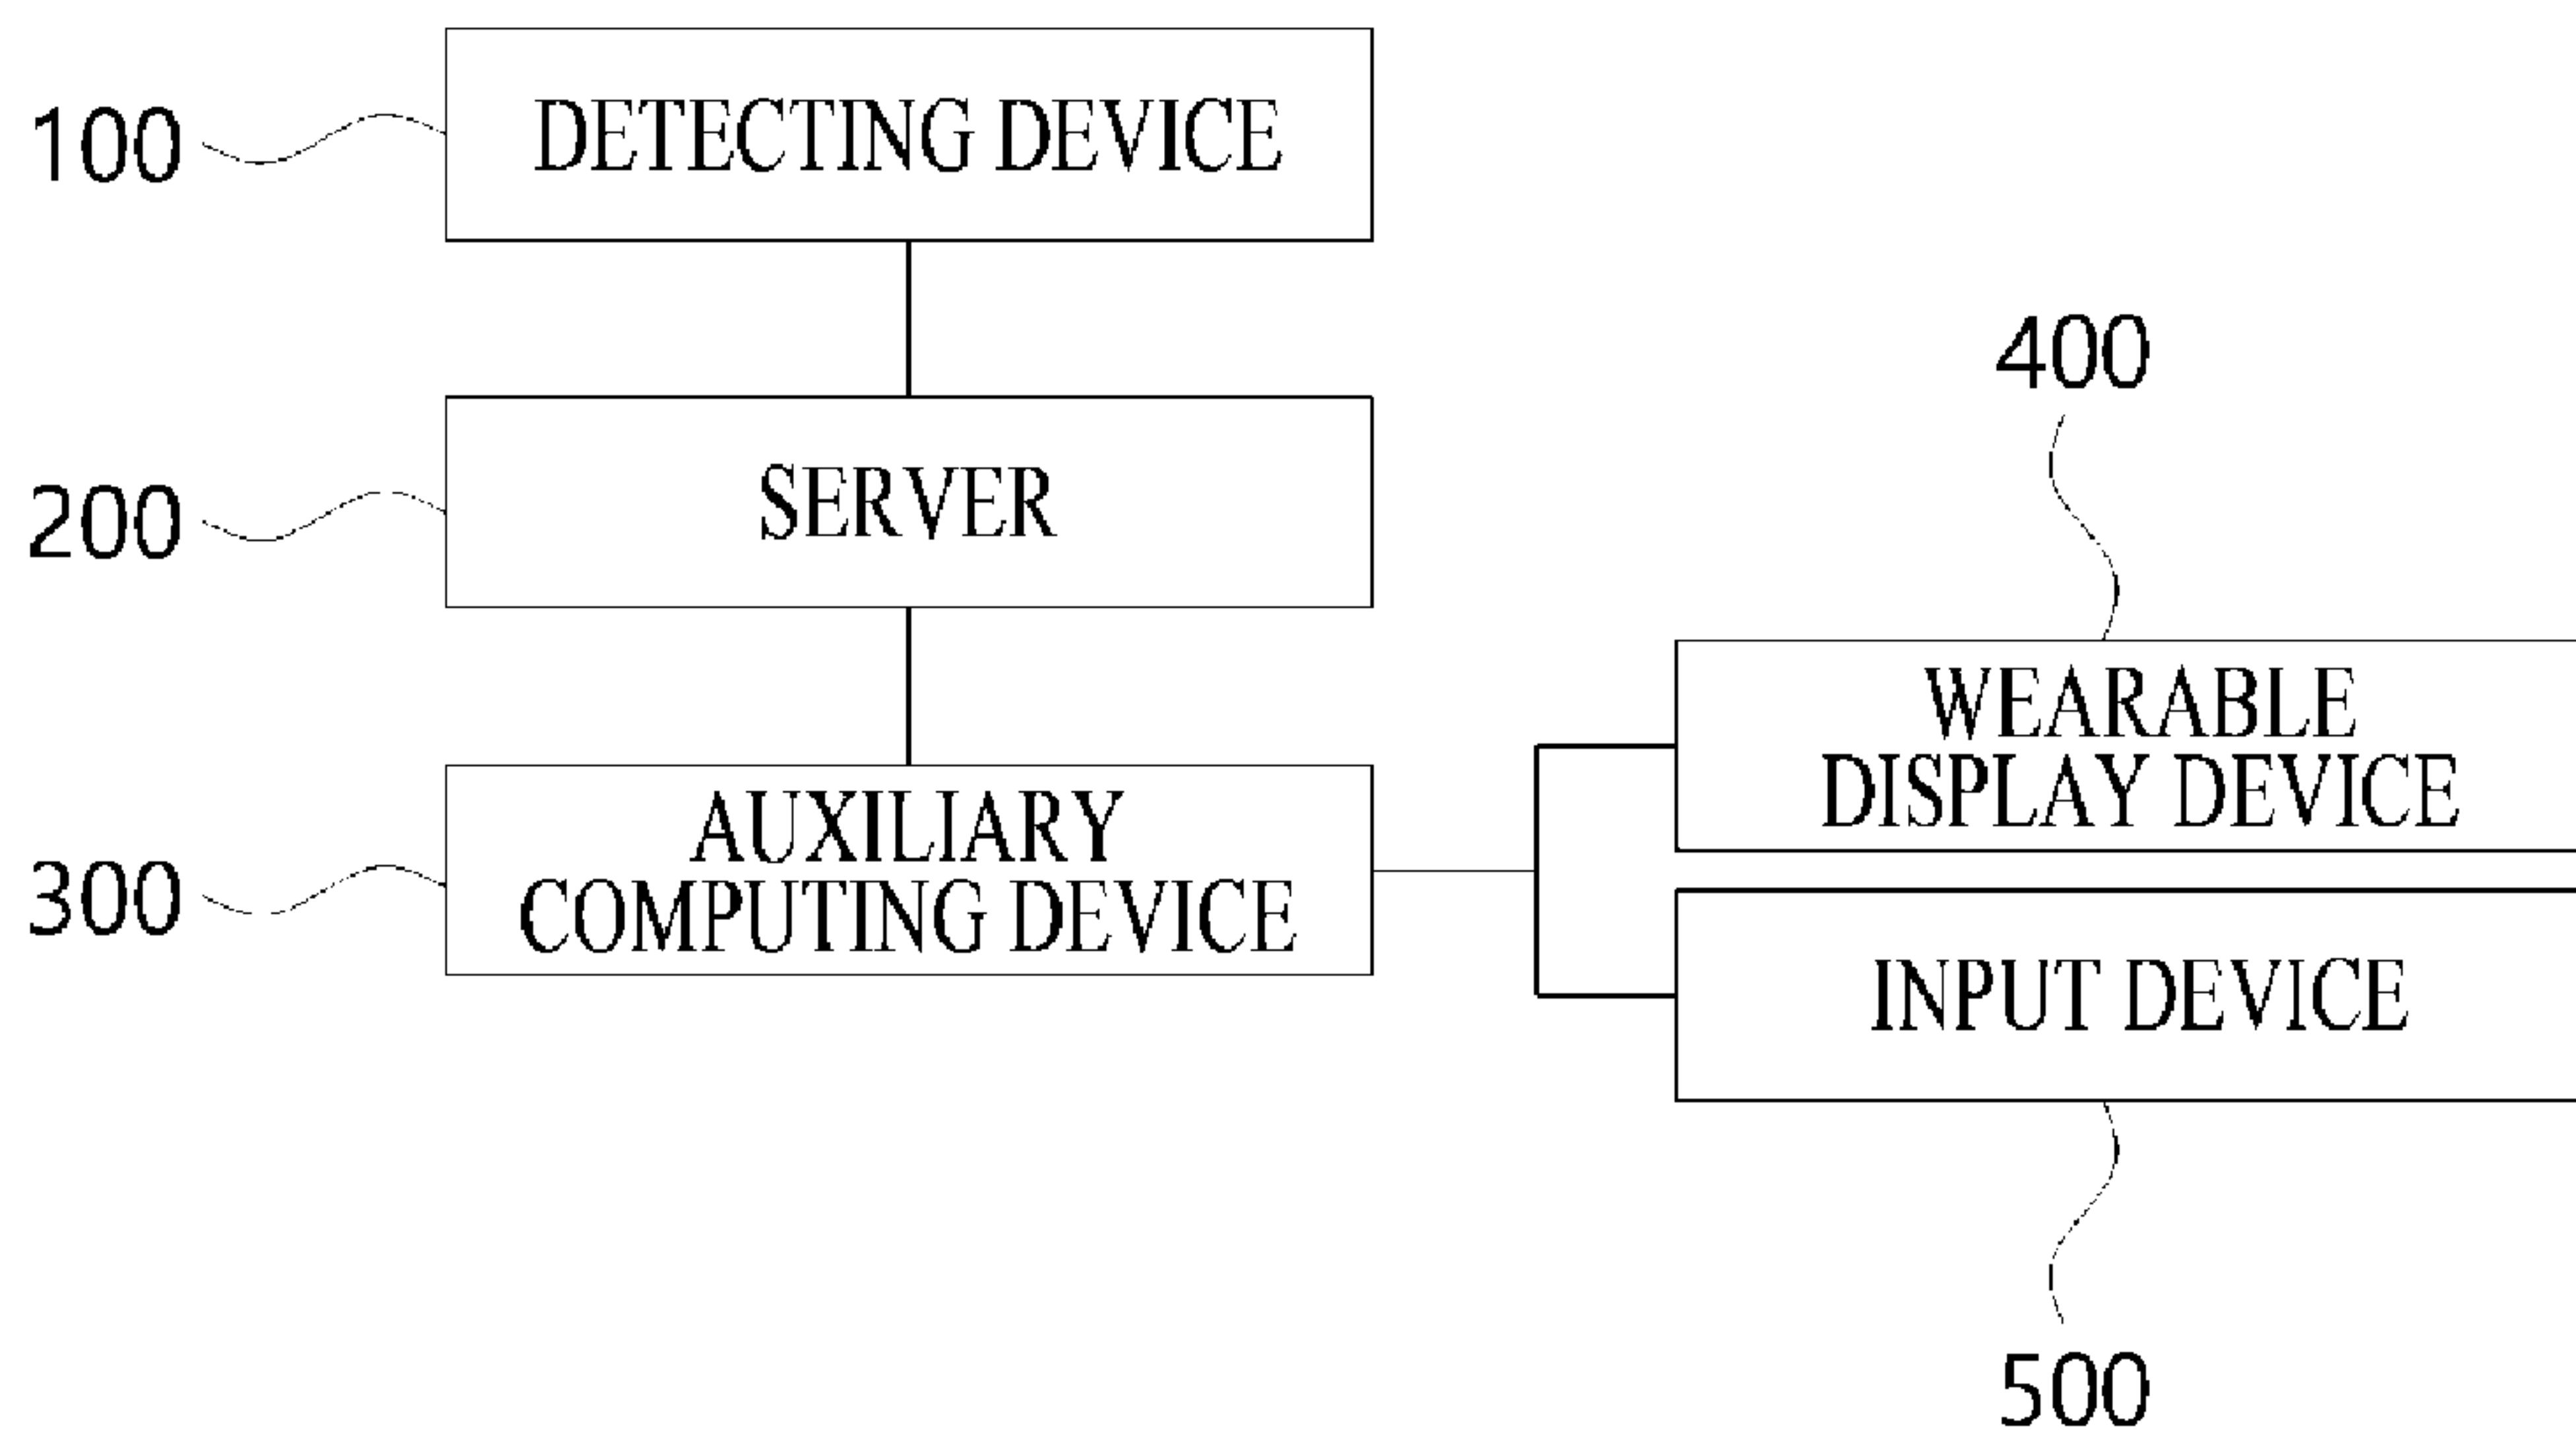 100
DETECTING DEVICE
200
SERVER
300
AUXILIARY
COMPUTING DEVICE
400
WEARABLE
DISPLAY DEVICE
INPUT DEVICE
500